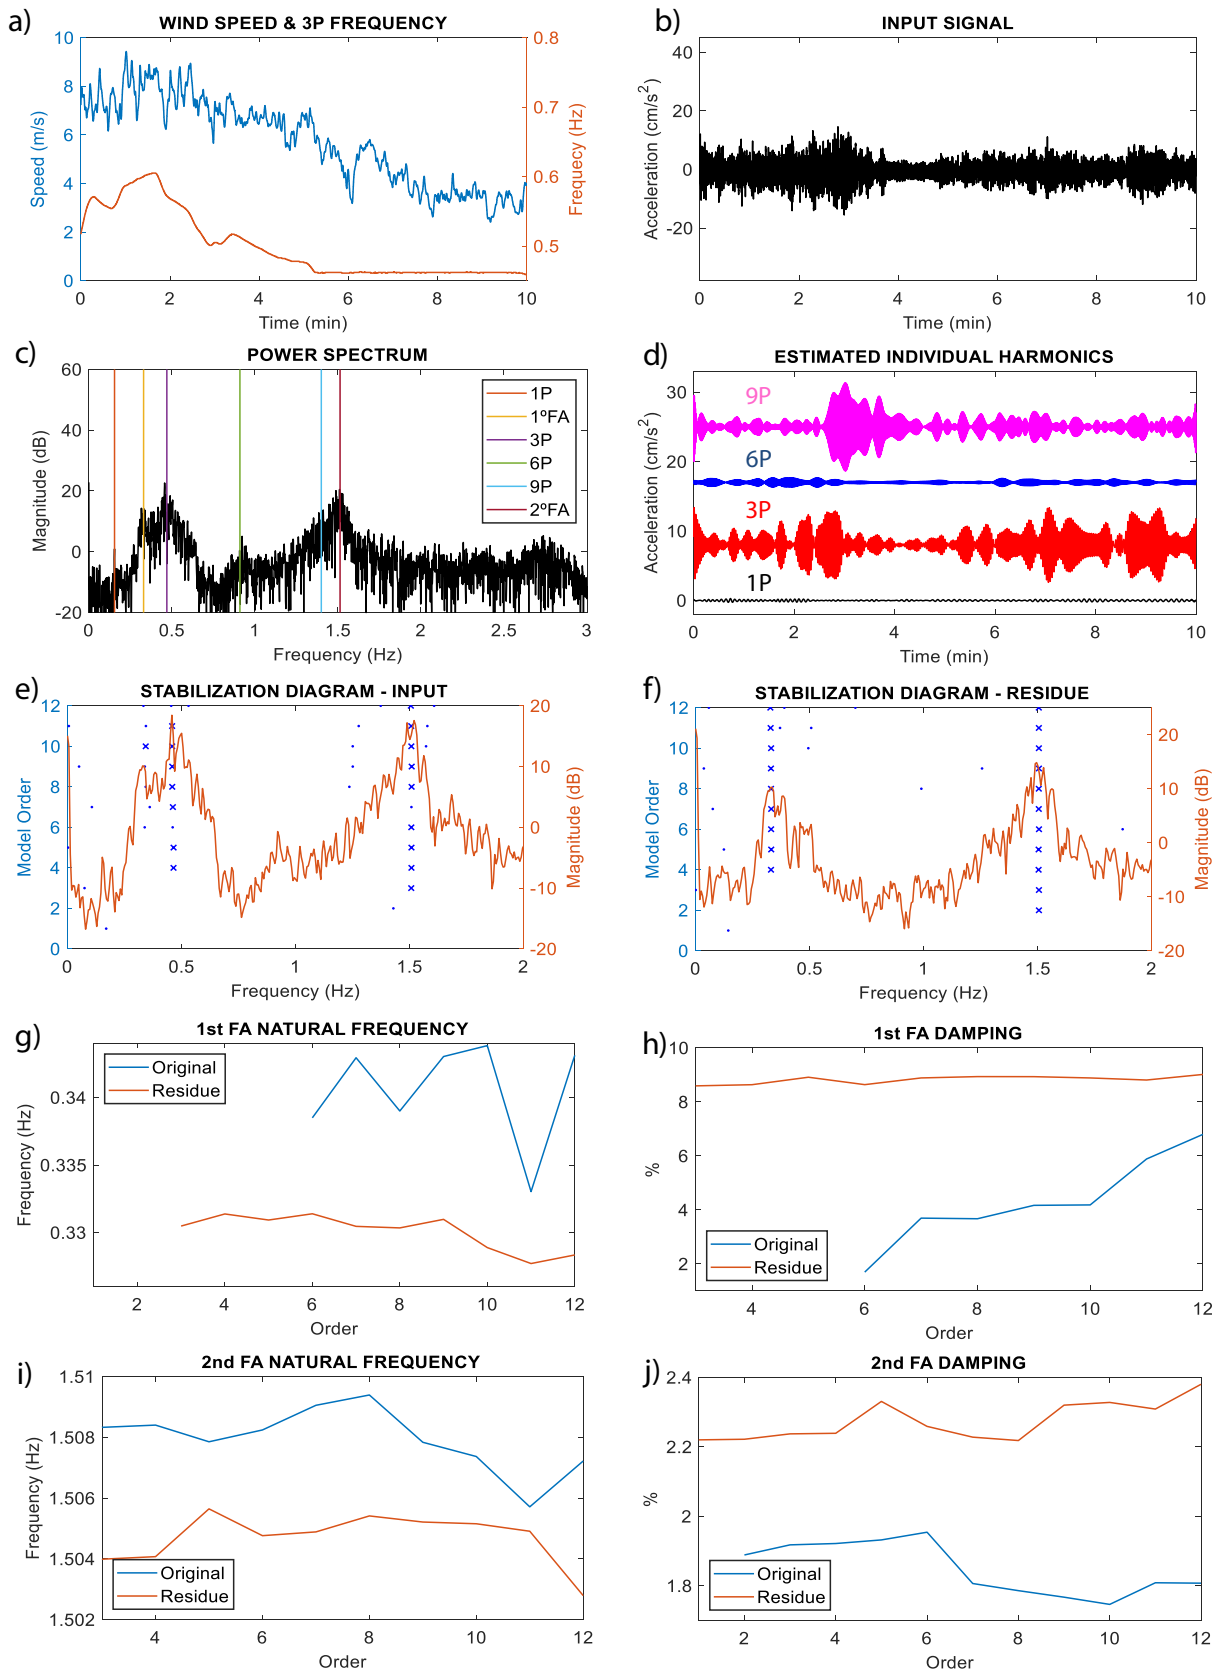 a)
WIND SPEED & 3P FREQUENCY
10
8
6
4
2
0
Speed (m/s)
0.8
0.7
0.6
0.5
Frequecy (Hz)
0 2 4 6 8 10
Time (min)
b)
INPUT SIGNAL
40
20
0
-20
Acceleration (cm/s²)
0 2 4 6 8 10
Time (min)
c)
POWER SPECTRUM
60
40
20
0
-20
Magnitude (dB)
1P
1ºFA
3P
6P
9P
2ºFA
0 0.5 1 1.5 2 2.5 3
Frequency (Hz)
d)
ESTIMATED INDIVIDUAL HARMONICS
30
20
10
0
Acceleration (cm/s²)
9P
6P
3P
1P
0 2 4 6 8 10
Time (min)
e)
STABILIZATION DIAGRAM - INPUT
12
10
8
6
4
2
0
Model Order
20
10
0
-10
-20
Magnitude (dB)
0 0.5 1 1.5 2
Frequency (Hz)
f)
STABILIZATION DIAGRAM - RESIDUE
12
10
8
6
4
2
0
Model Order
20
10
0
-10
-20
Magnitude (dB)
0 0.5 1 1.5 2
Frequency (Hz)
g)
1st FA NATURAL FREQUENCY
Original
Residue
0.34
0.335
0.33
Frequency (Hz)
2 4 6 8 10 12
Order
h)
1st FA DAMPING
10
8
6
4
2
%
Original
Residue
4 6 8 10 12
Order
i)
2nd FA NATURAL FREQUENCY
1.51
1.508
1.506
1.504
1.502
Frequency (Hz)
Original
Residue
4 6 8 10 12
Order
j)
2nd FA DAMPING
2.4
2.2
2
1.8
%
Original
Residue
2 4 6 8 10 12
Order